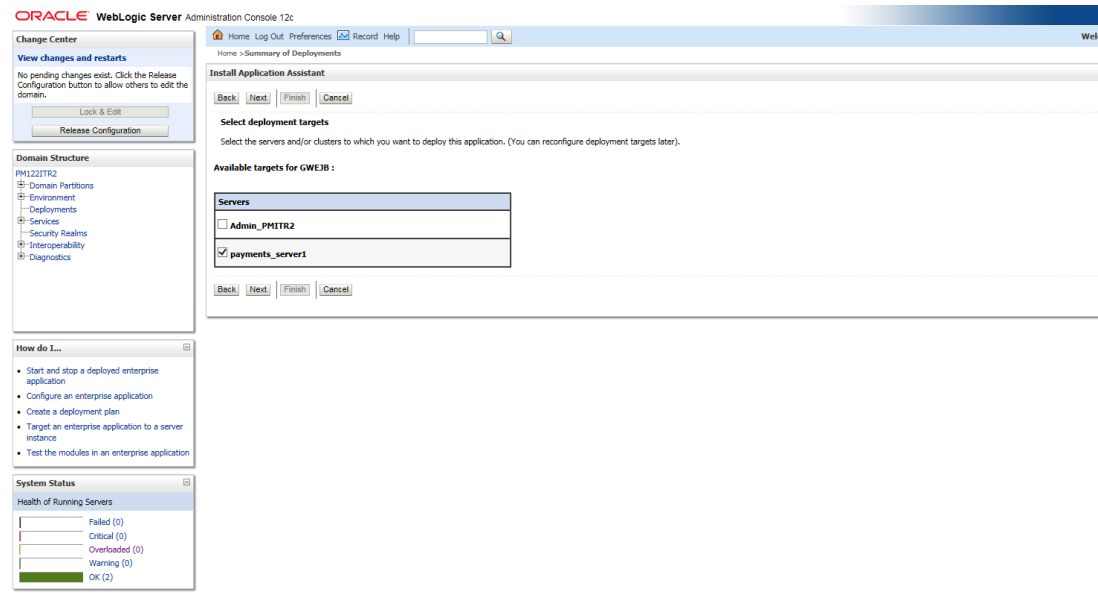 ORACLE WebLogic Server Administration Console 12c
Change Center
View changes and restarts
No pending changes exist. Click the Release
Configuration button to allow others to edit the
domain.
Lock & Edit
Release Configuration
Domain Structure
PM122ITR2
Domain Partitions
Environment
Deployments
Services
Security Realms
Interoperability
Diagnostics
How do I...
Start and stop a deployed enterprise
application
Configure an enterprise application
Create a deployment plan
Target an enterprise application to a server
instance
Test the modules in an enterprise application
System Status
Health of Running Servers
Failed (0)
Critical (0)
Overloaded (0)
Warning (0)
OK (2)
Home Log Out Preferences Record Help
Wel
Home >Summary of Deployments
Install Application Assistant
Back Next Finish Cancel
Select deployment targets
Select the servers and/or clusters to which you want to deploy this application. (You can reconfigure deployment targets later).
Available targets for GWEJB :
Servers
Admin_PMITR2
payments_server1
Back Next Finish Cancel